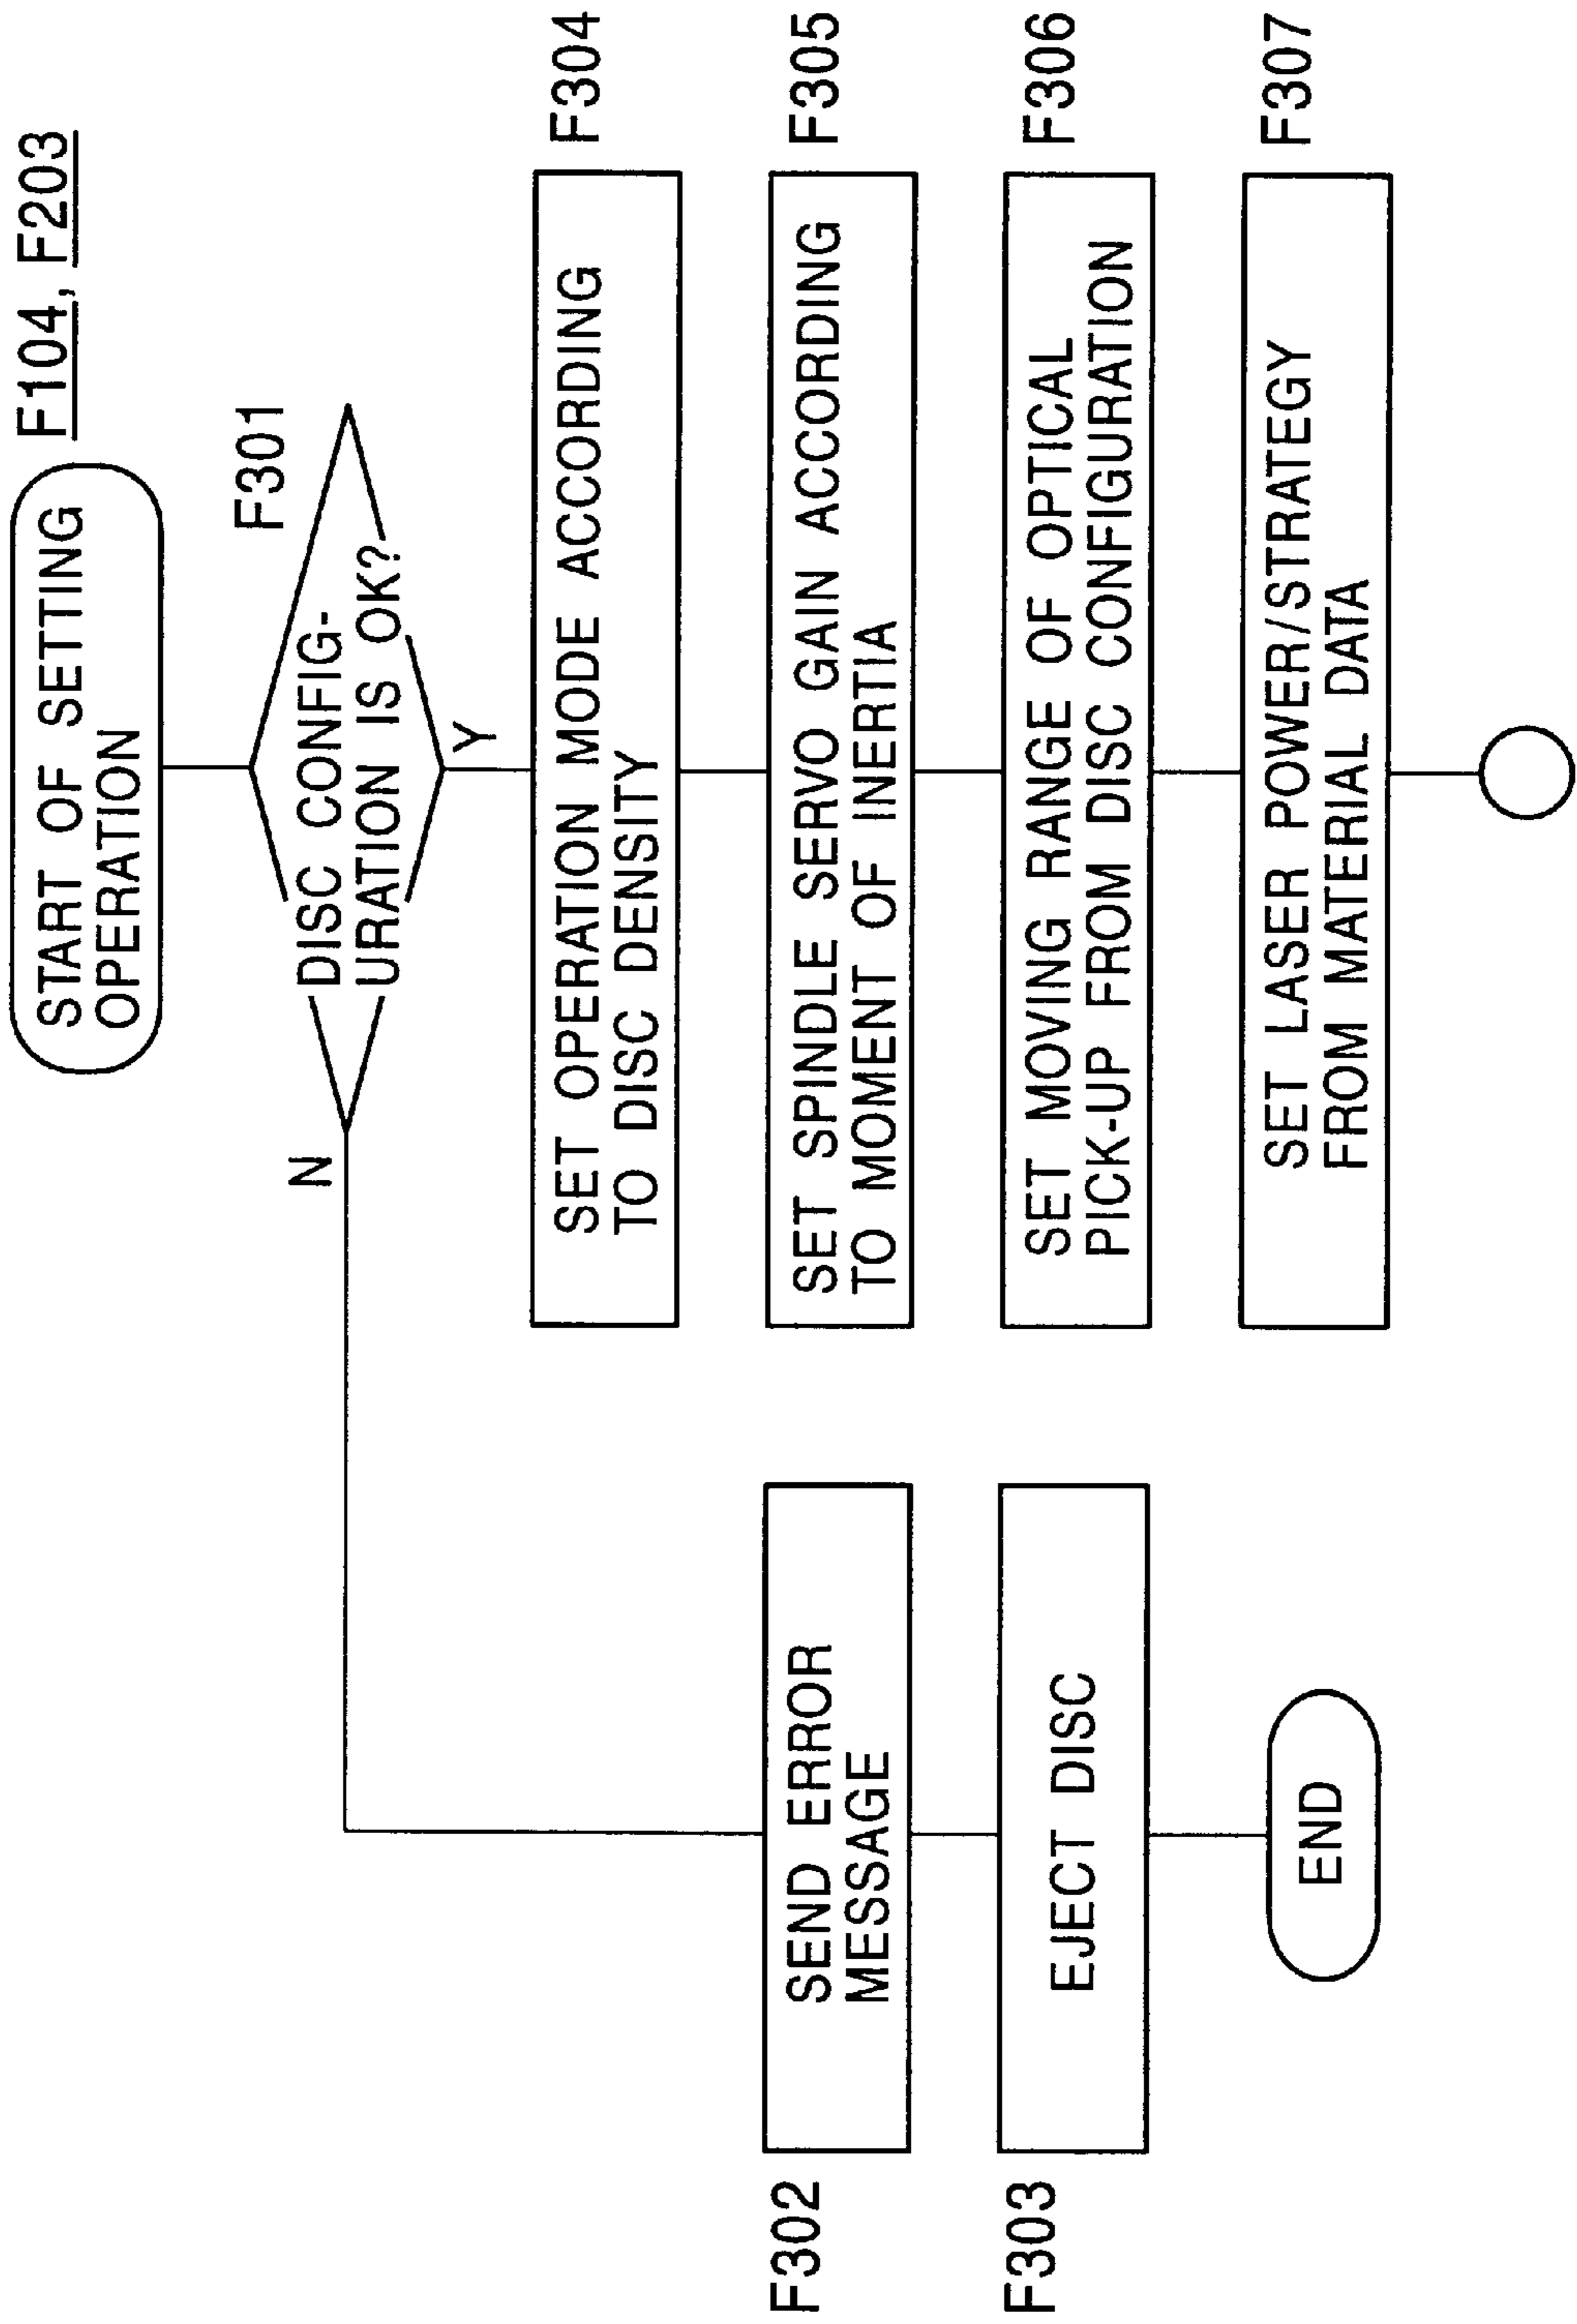 START OF SETTING
OPERATION
F104, F203
F301
DISC CONFIG-
URATION IS OK?
N
Y
SET OPERATION MODE ACCORDING
TO DISC DENSITY
F304
F302
SEND ERROR
MESSAGE
SET SPINDLE SERVO GAIN ACCORDING
TO MOMENT OF INERTIA
F305
F303
EJECT DISC
SET MOVING RANGE OF OPTICAL
PICK-UP FROM DISC CONFIGURATION
F306
END
SET LASER POWER/STRATEGY
FROM MATERIAL DATA
F307